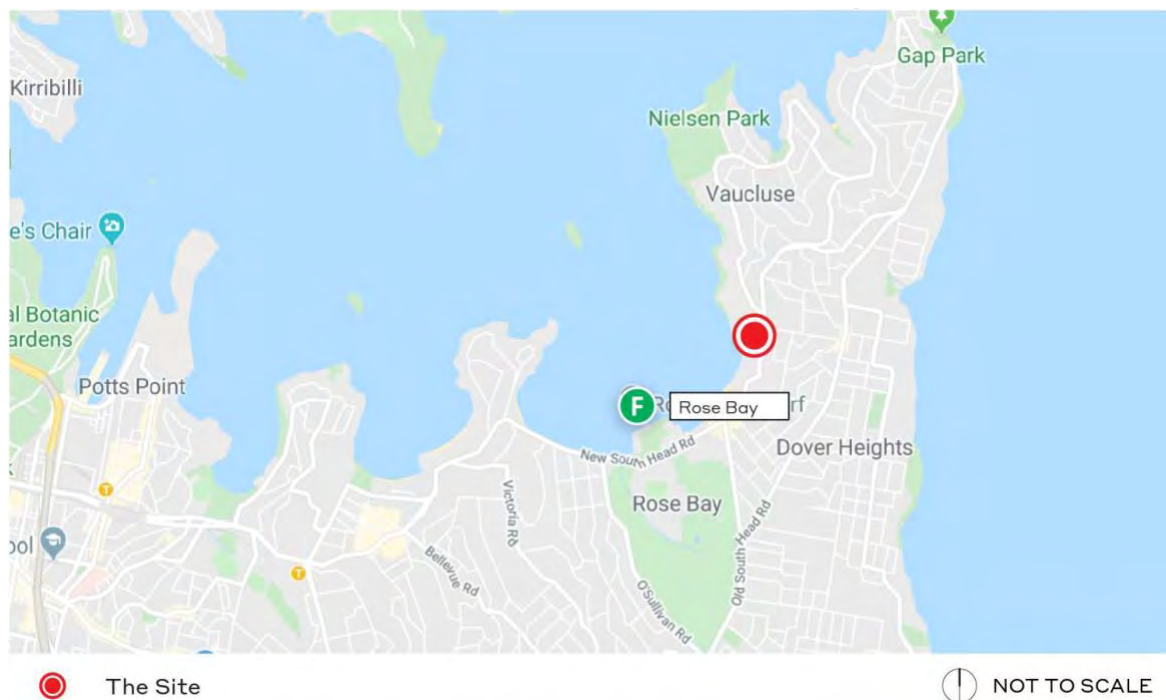 Kirribilli
Gap Park
Nielsen Park
Vaucluse
e's Chair
al Botanic
ardens
Potts Point
F
Rose Bay
rf
New South Head Rd
Dover Heights
Rose Bay
Victoria Rd
Old South Head Rd
Bellevue Rd
O'Sullivan Rd
T
T
ool
The Site
NOT TO SCALE